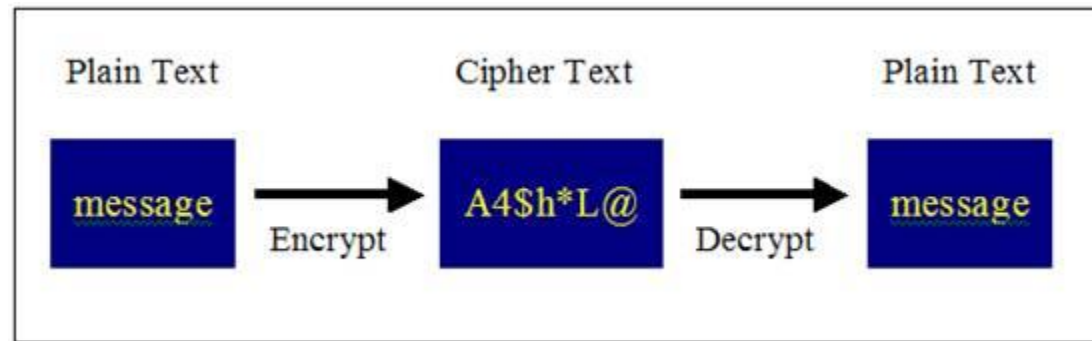 Plain Text
Cipher Text
Plain Text
message
A4$h*L@
message
Encrypt
Decrypt